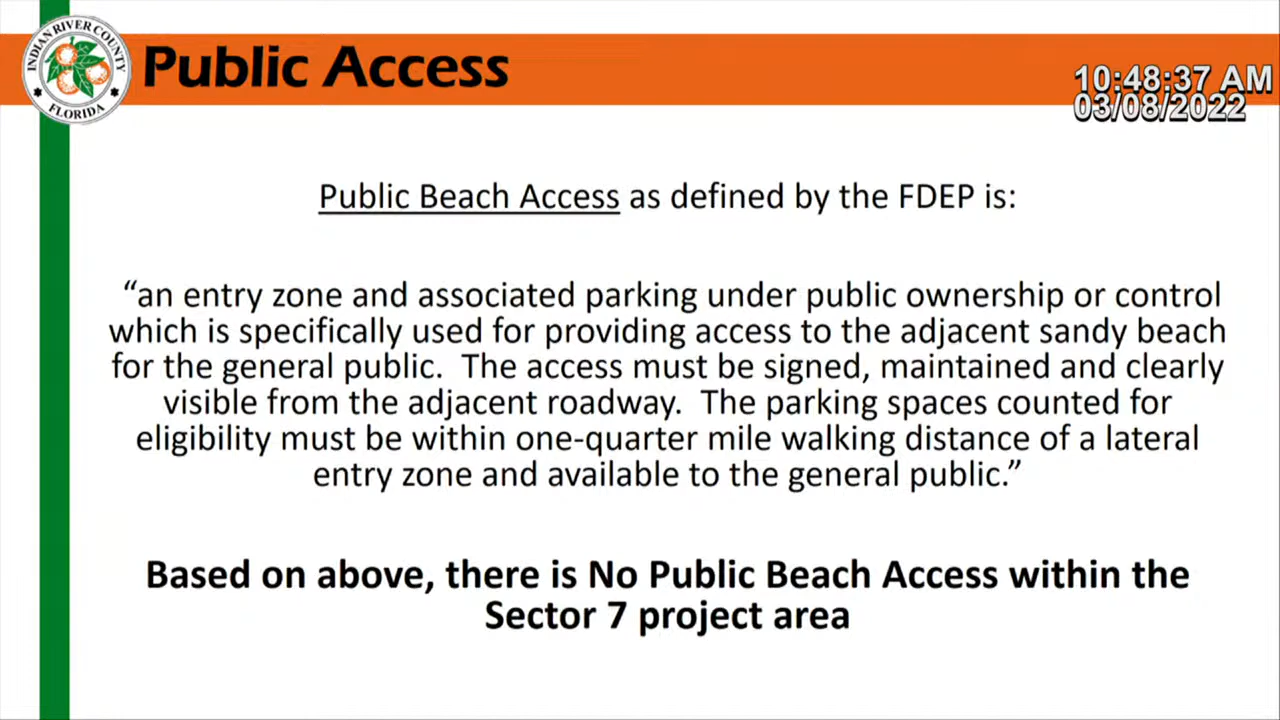 INDIAN RIVER COUNTY
FLORIDA
Public Access
10:48:37 AM
03/08/2022
Public Beach Access as defined by the FDEP is:
“an entry zone and associated parking under public ownership or control
which is specifically used for providing access to the adjacent sandy beach
for the general public.  The access must be signed, maintained and clearly
visible from the adjacent roadway.  The parking spaces counted for
eligibility must be within one-quarter mile walking distance of a lateral
entry zone and available to the general public.”
Based on above, there is No Public Beach Access within the
Sector 7 project area